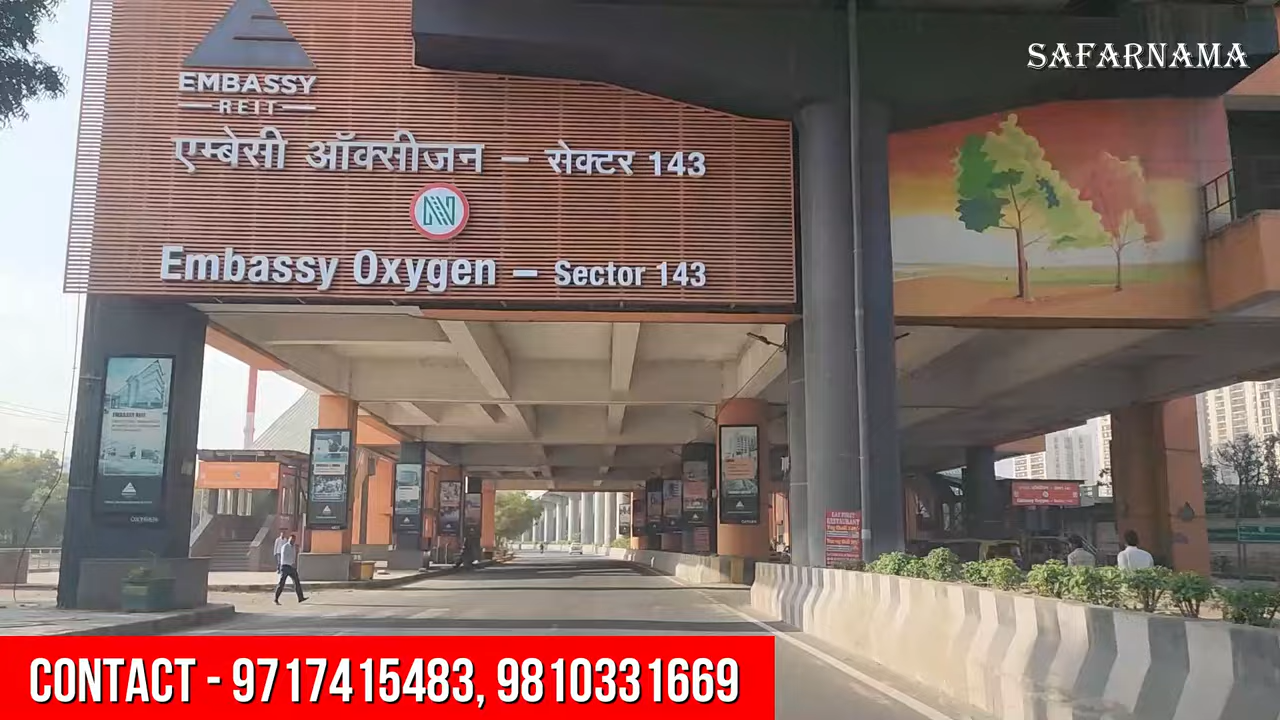 SAFARNAMA
EMBASSY
REIT
एम्बेसी ऑक्सीजन – सेक्टर 143
Embassy Oxygen – Sector 143
CONTACT - 9717415483, 9810331669